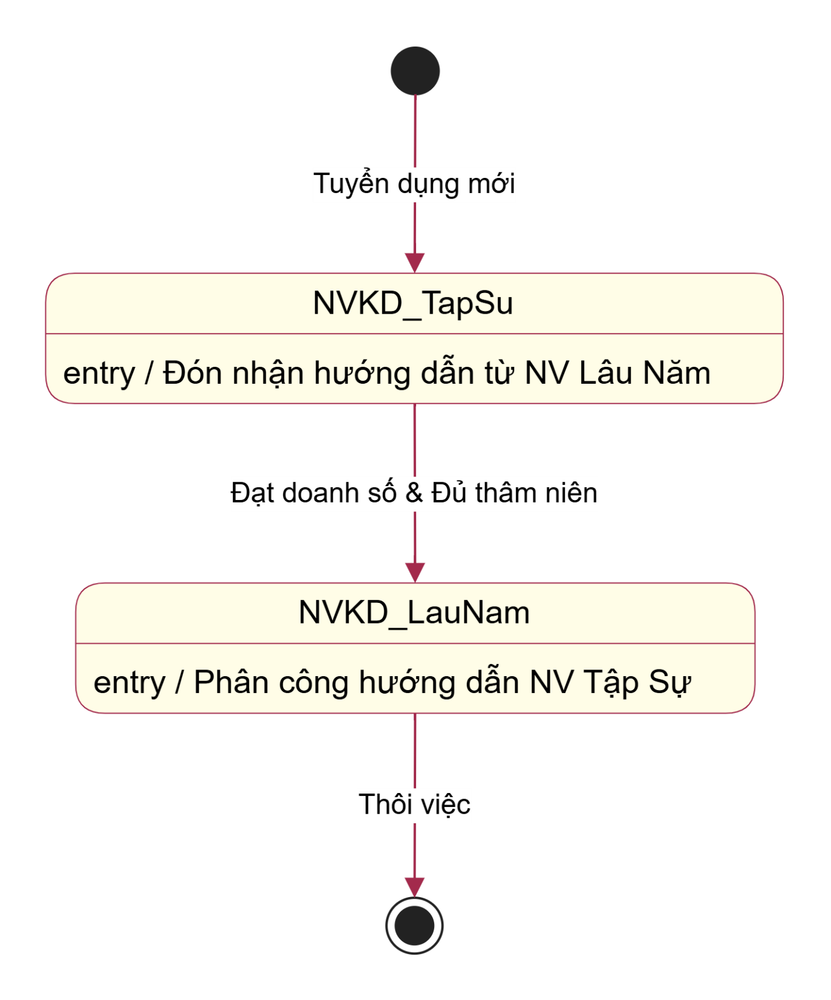 Tuyển dụng mới
NVKD_TapSu
entry / Đón nhận hướng dẫn từ NV Lâu Năm
Đạt doanh số & Đủ thâm niên
NVKD_LauNam
entry / Phân công hướng dẫn NV Tập Sự
Thôi việc